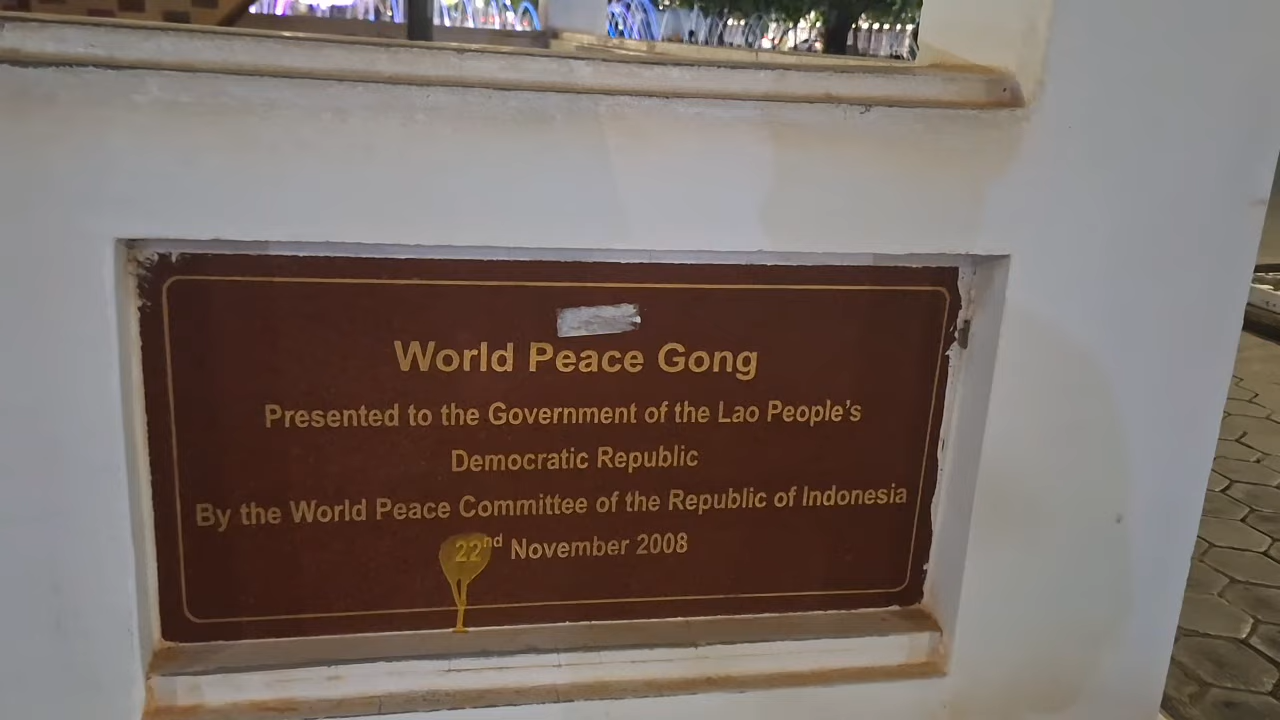 World Peace Gong
Presented to the Government of the Lao People's
Democratic Republic
By the World Peace Committee of the Republic of Indonesia
22nd November 2008